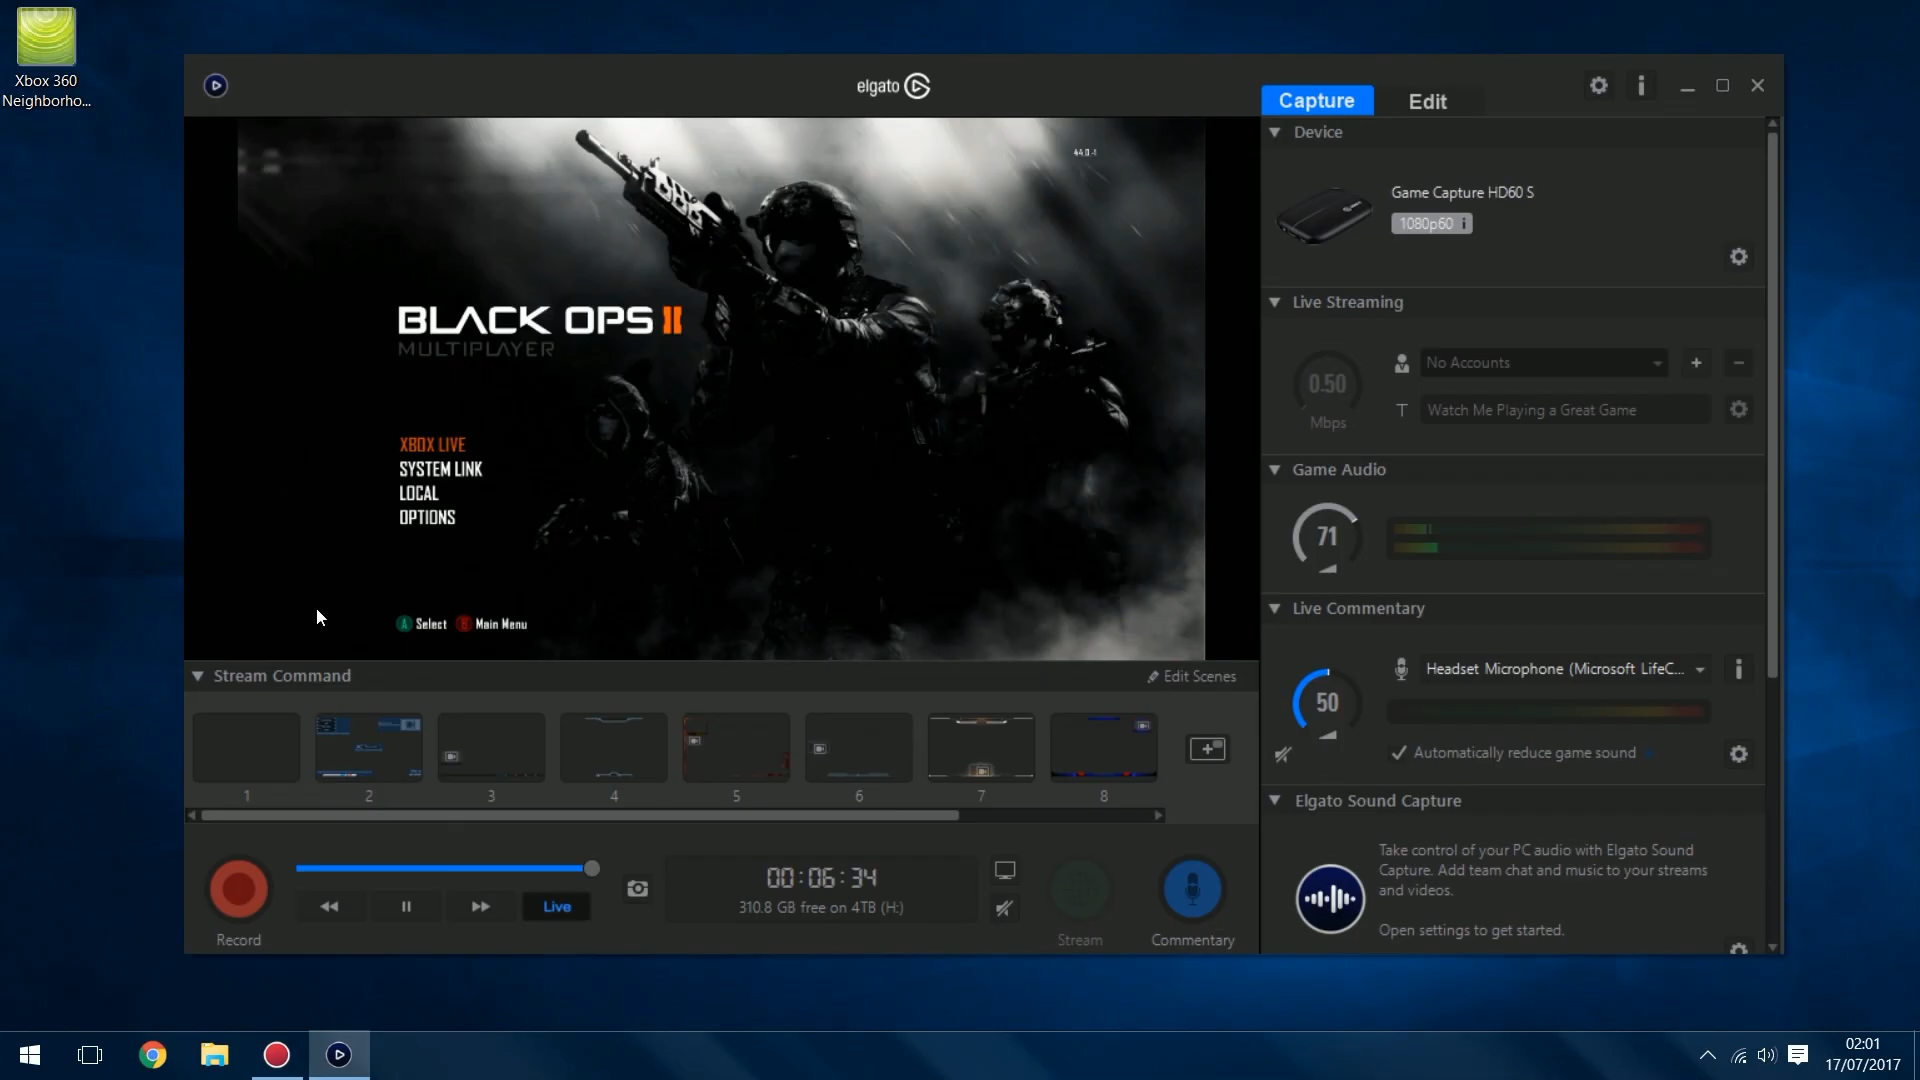 Xbox 360
Neighborho...
elgato
Capture
Edit
Device
Game Capture HD60 S
1080p60 i
44.0 -1
BLACK OPS II
MULTIPLAYER
XBOX LIVE
SYSTEM LINK
LOCAL
OPTIONS
A Select B Main Menu
Live Streaming
0.50
Mbps
No Accounts
T Watch Me Playing a Great Game
Game Audio
71
Live Commentary
50
Headset Microphone (Microsoft LifeC...
Automatically reduce game sound
Elgato Sound Capture
Take control of your PC audio with Elgato Sound
Capture. Add team chat and music to your streams
and videos.
Open settings to get started.
Stream Command
Edit Scenes
1 2 3 4 5 6 7 8
Live
00:06:34
310.8 GB free on 4TB (H:)
Record
Stream
Commentary
02:01
17/07/2017